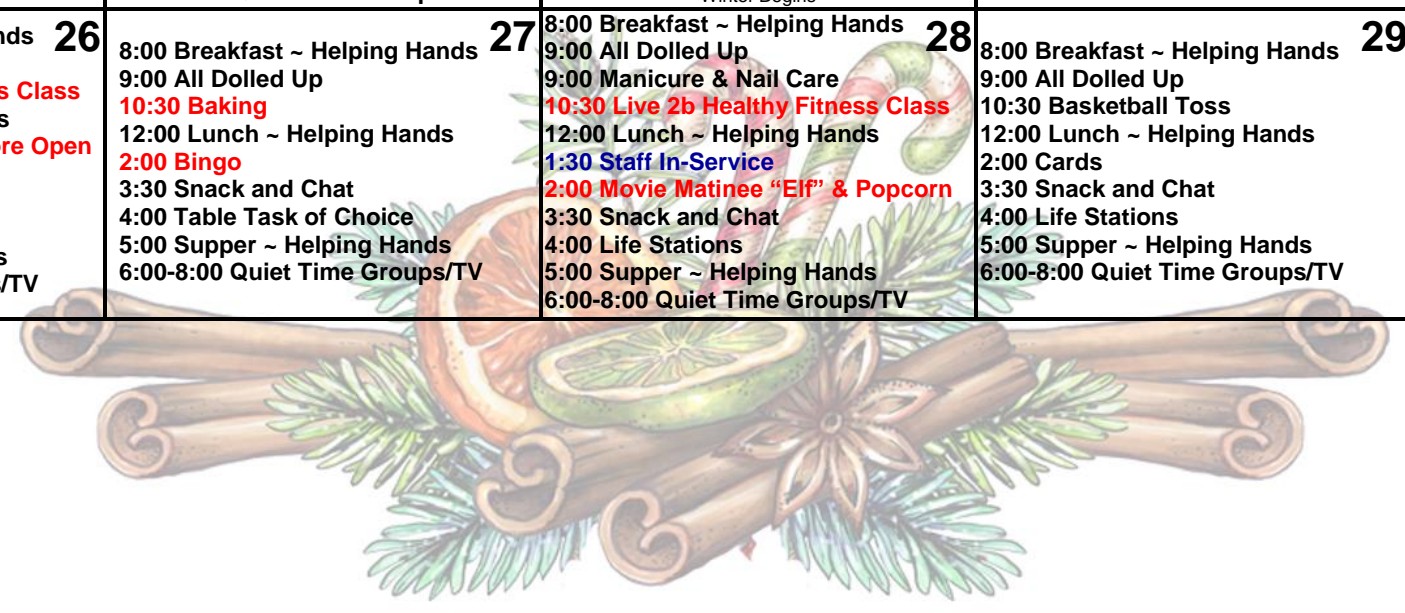 Winter Begins
nds 26
s Class
s
re Open
s
/TV
27
8:00 Breakfast ~ Helping Hands
9:00 All Dolled Up
10:30 Baking
12:00 Lunch ~ Helping Hands
2:00 Bingo
3:30 Snack and Chat
4:00 Table Task of Choice
5:00 Supper ~ Helping Hands
6:00-8:00 Quiet Time Groups/TV
28
8:00 Breakfast ~ Helping Hands
9:00 All Dolled Up
9:00 Manicure & Nail Care
10:30 Live 2b Healthy Fitness Class
12:00 Lunch ~ Helping Hands
1:30 Staff In-Service
2:00 Movie Matinee “Elf” & Popcorn
3:30 Snack and Chat
4:00 Life Stations
5:00 Supper ~ Helping Hands
6:00-8:00 Quiet Time Groups/TV
29
8:00 Breakfast ~ Helping Hands
9:00 All Dolled Up
10:30 Basketball Toss
12:00 Lunch ~ Helping Hands
2:00 Cards
3:30 Snack and Chat
4:00 Life Stations
5:00 Supper ~ Helping Hands
6:00-8:00 Quiet Time Groups/TV